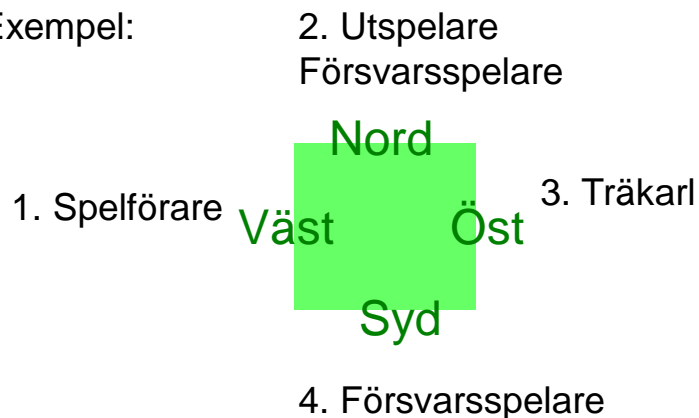 Exempel:
2. Utspelare
Försvarsspelare
Nord
1. Spelförare
Väst
Öst
3. Träkarl
Syd
4. Försvarsspelare